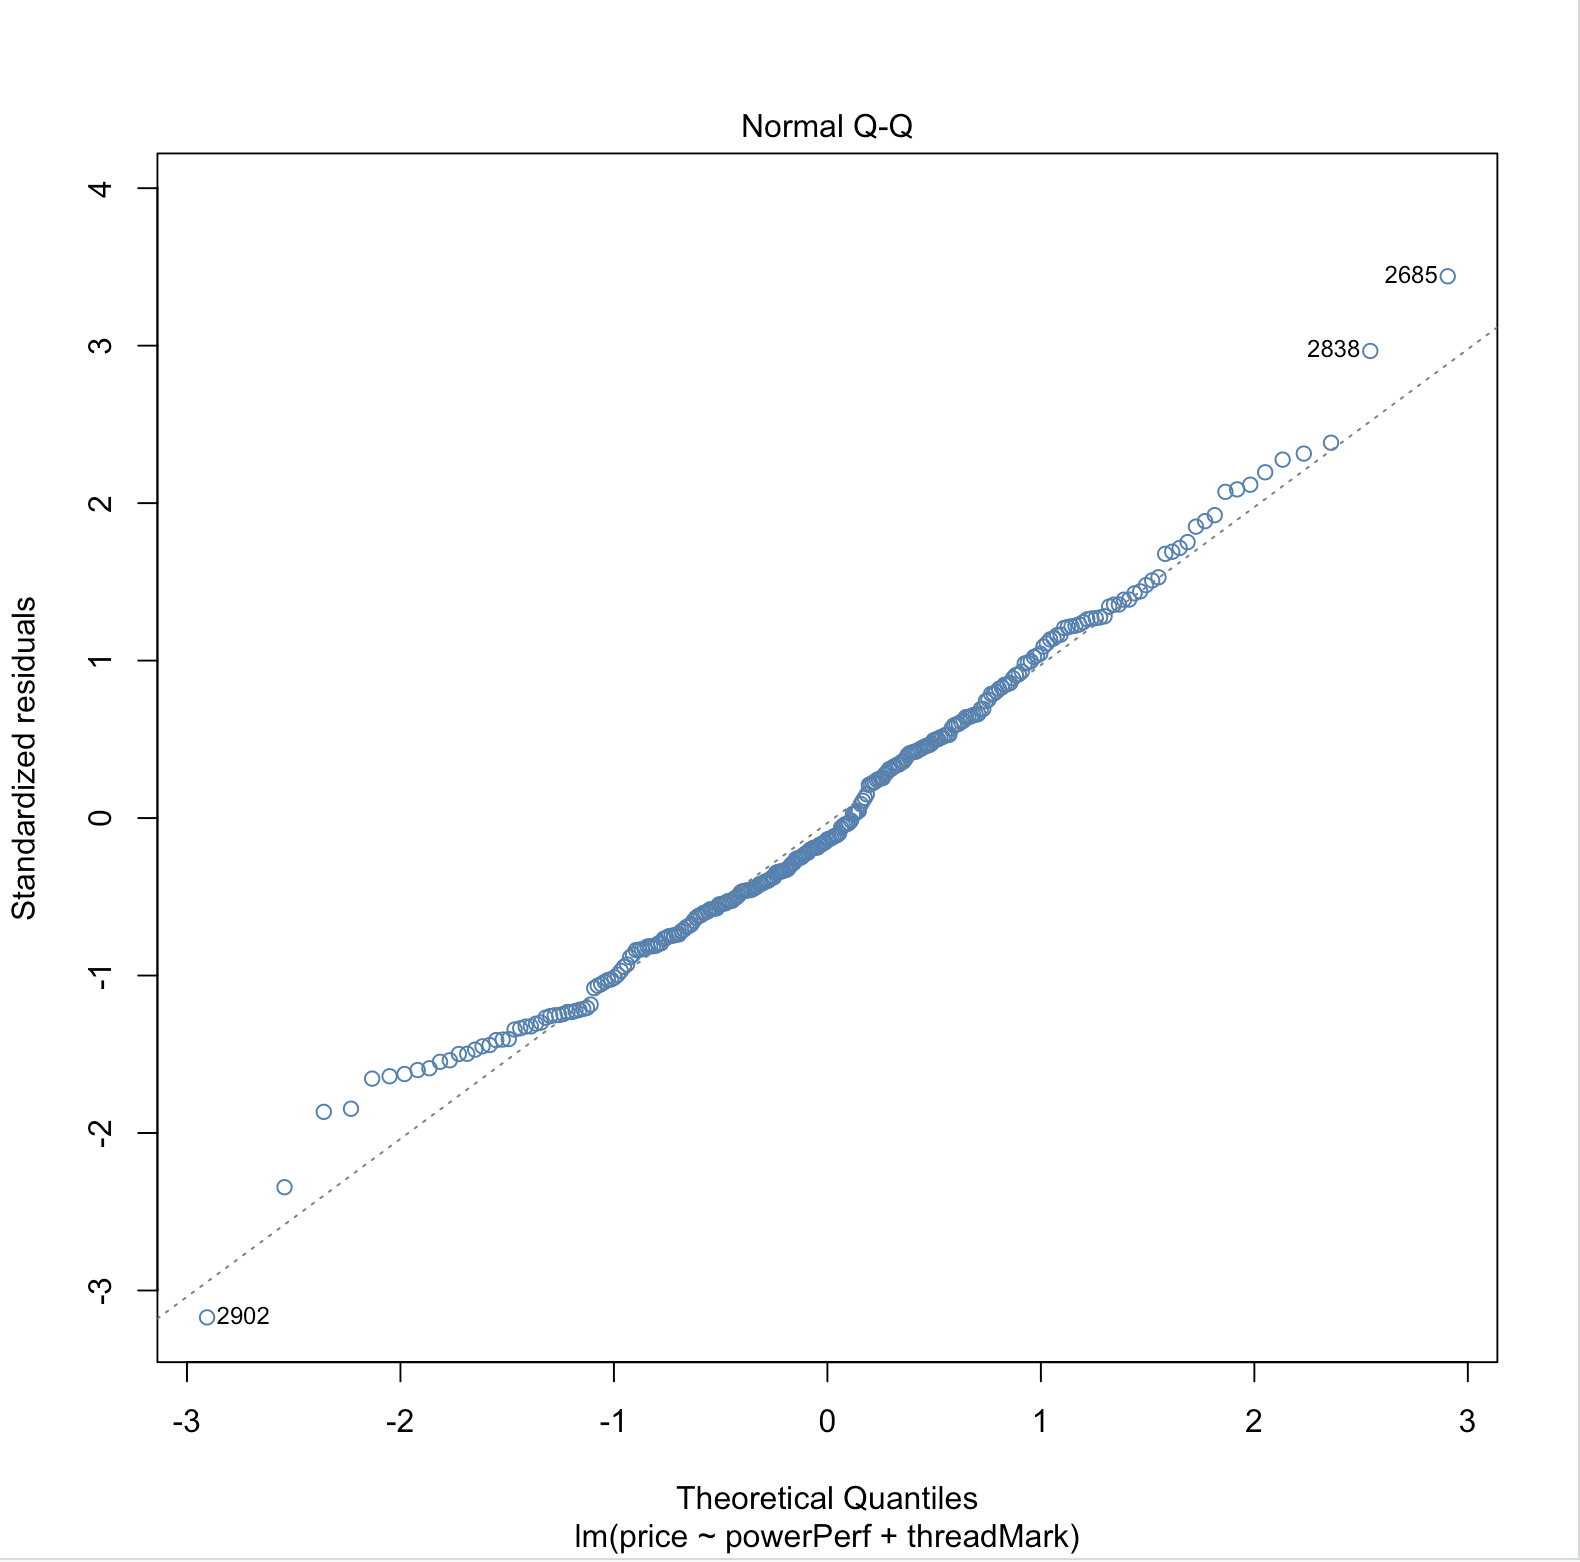 Normal Q-Q
4
3
2
1
0
-1
-2
-3
Standardized residuals
2685
2838
2902
-3 -2 -1 0 1 2 3
Theoretical Quantiles
lm(price ~ powerPerf + threadMark)